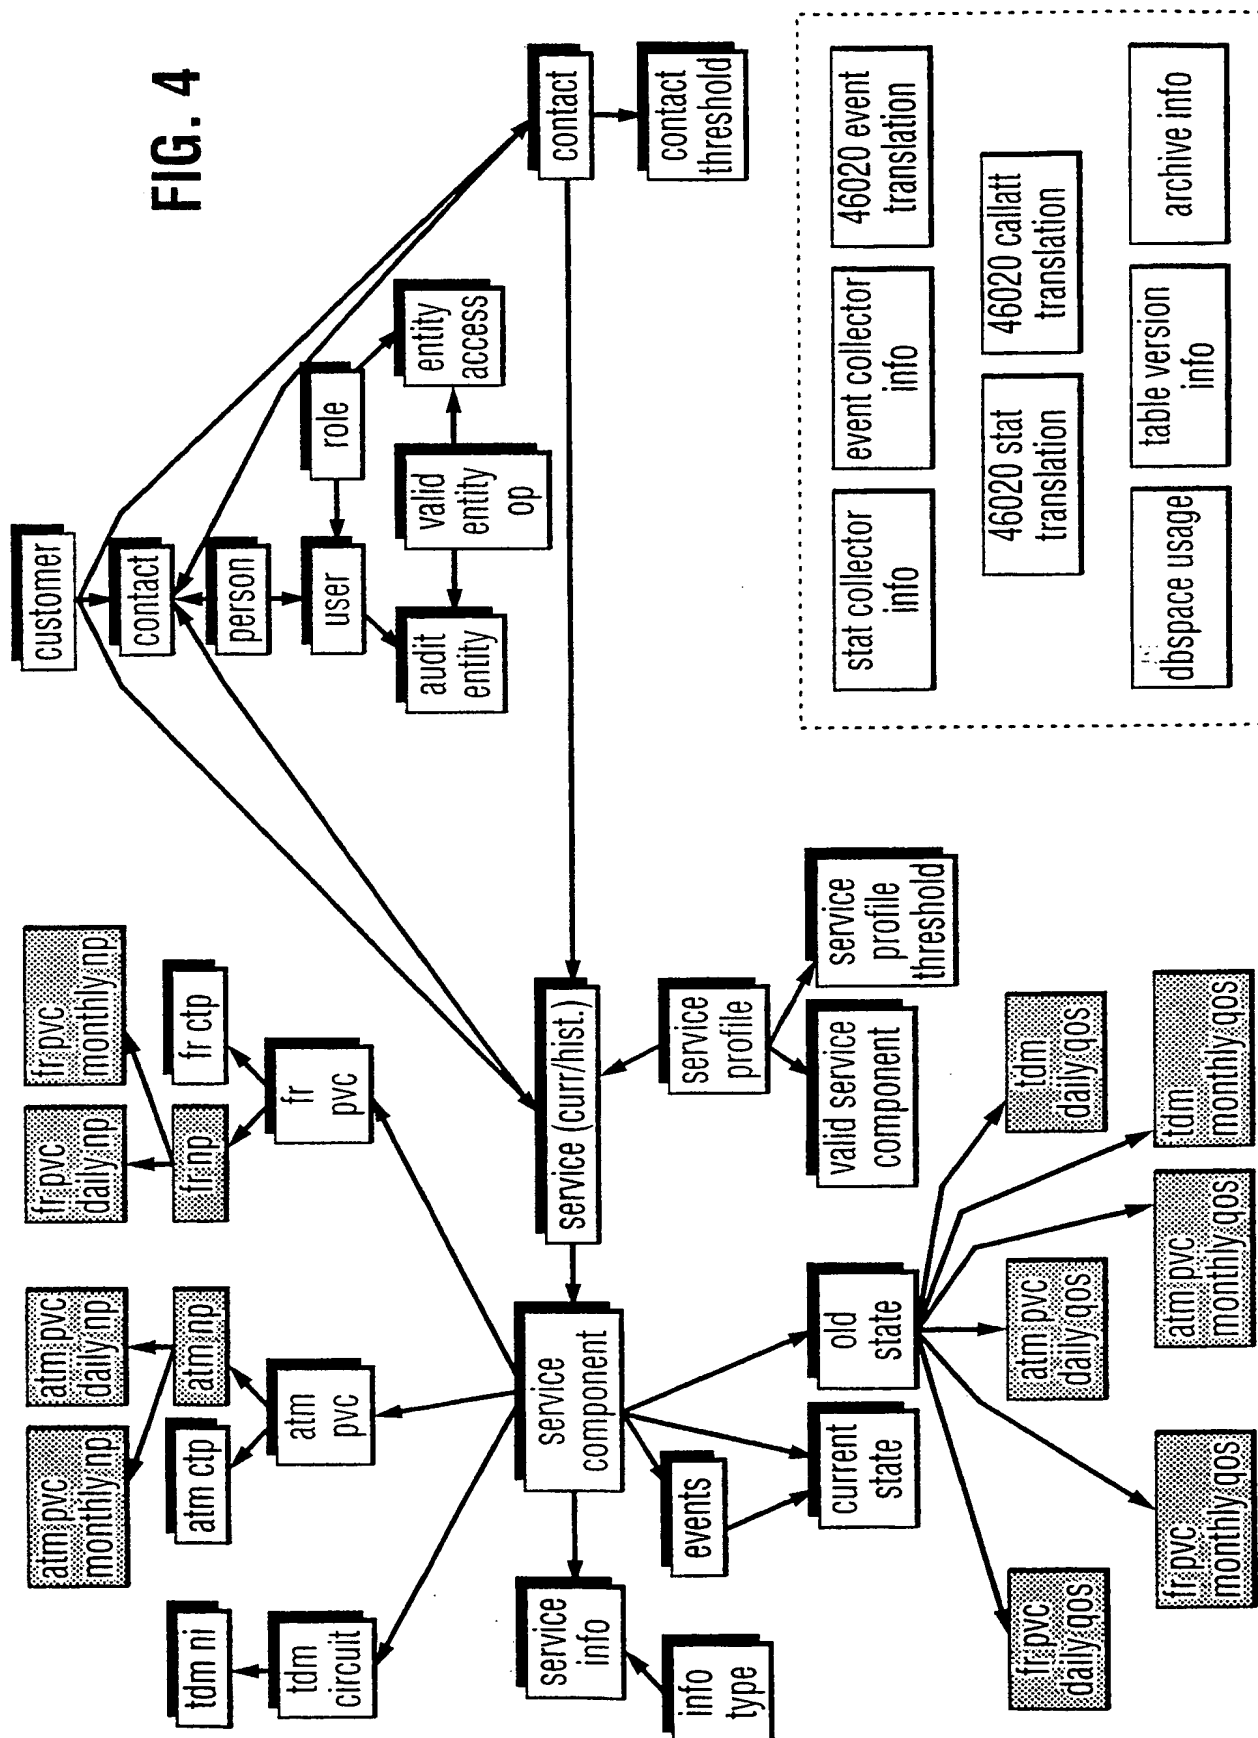 FIG. 4
customer
contact
person
user
role
audit
entity
valid
entity
op
entity
access
contact
contact
threshold
fr pvc
monthly np
fr pvc
daily np
fr ctp
fr np
fr
pvc
atm pvc
daily np
atm pvc
monthly np
atm np
atm ctp
atm
pvc
tdm ni
tdm
circuit
service (curr/hist.)
service
component
service
info
info
type
events
current
state
old
state
service
profile
valid service
component
service
profile
threshold
fr pvc
daily qos
fr pvc
monthly qos
atm pvc
daily qos
atm pvc
monthly qos
tdm
daily qos
tdm
monthly qos
stat collector
info
event collector
info
46020 event
translation
46020 stat
translation
46020 callatt
translation
dbspace usage
table version
info
archive info